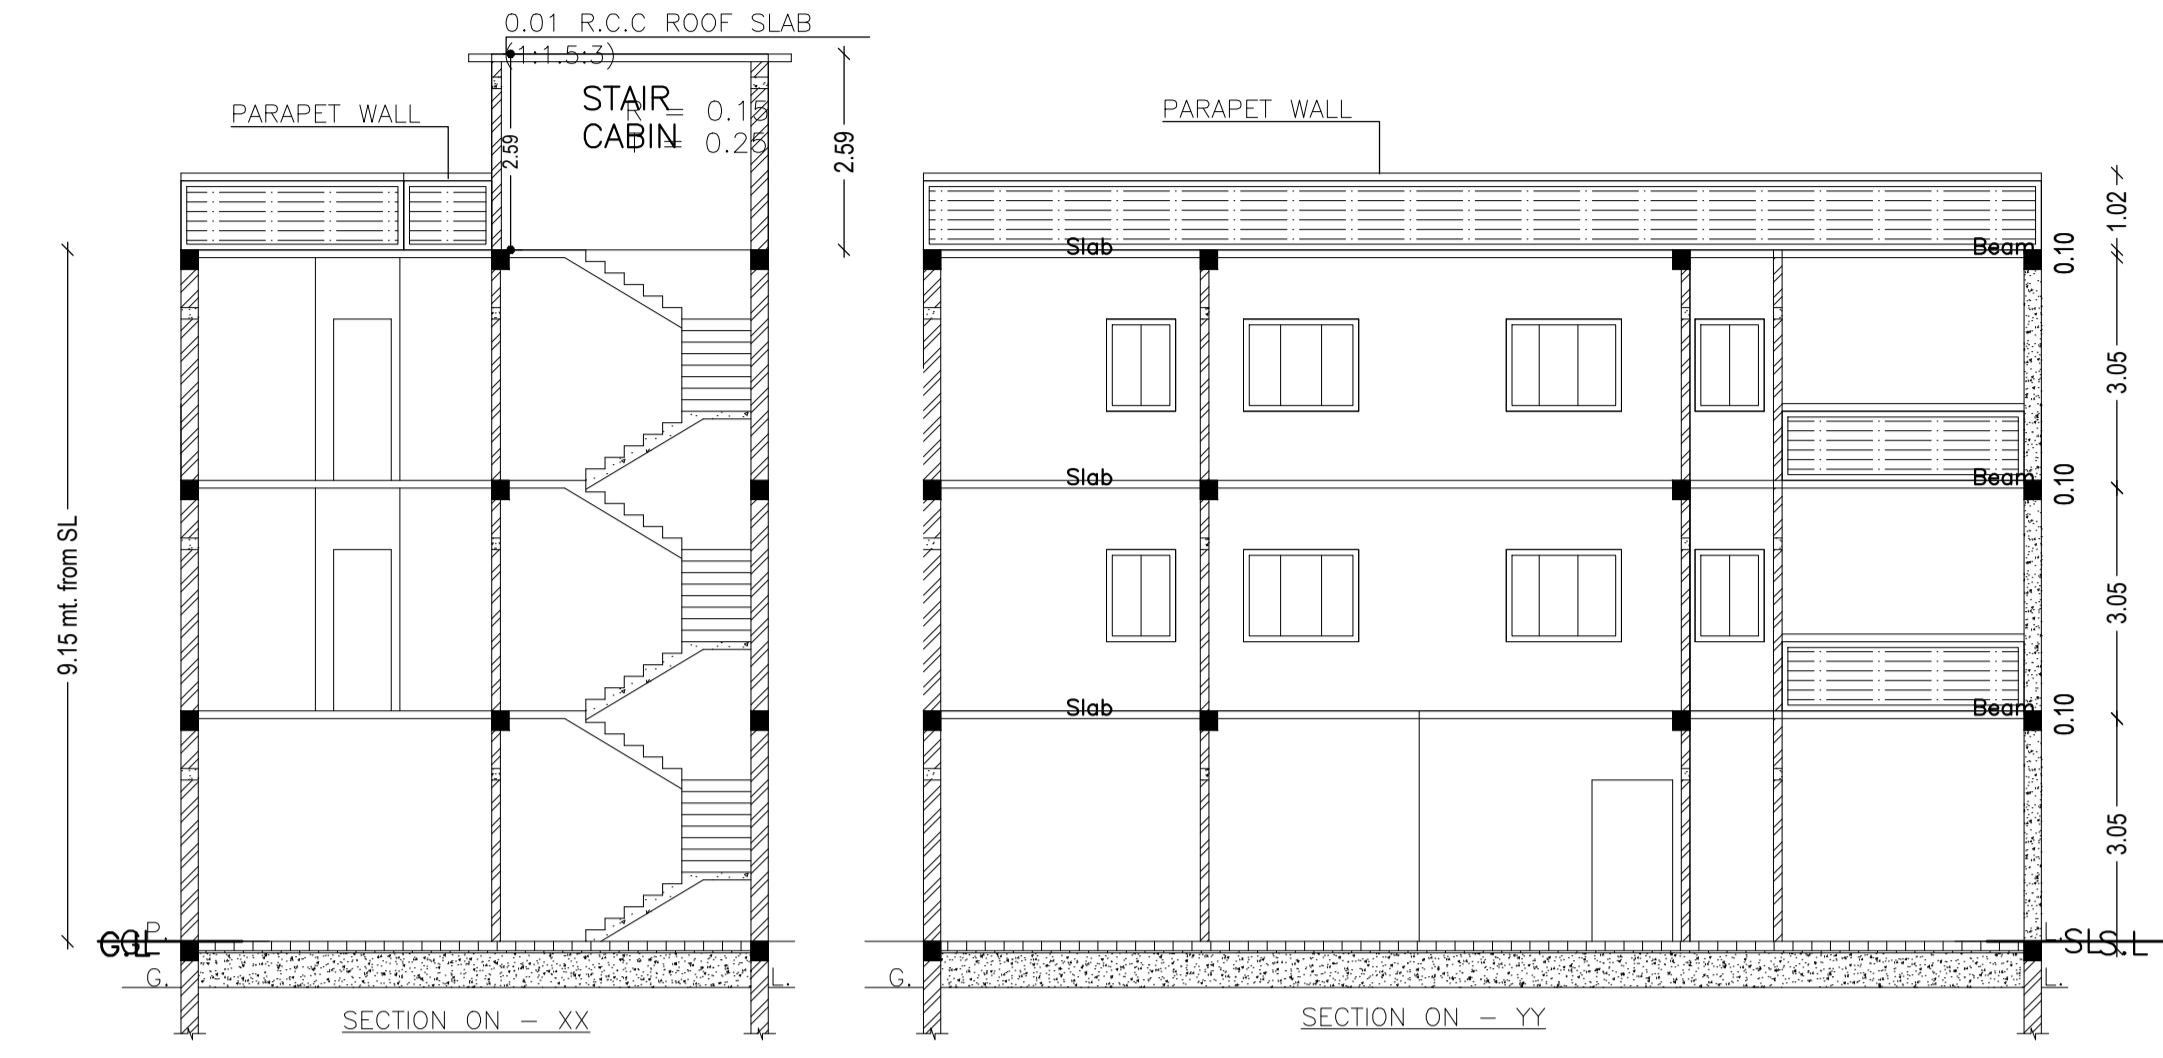 0.01 R.C.C ROOF SLAB
(1:1.5:3)
STAIR
CABIN
R = 0.15
T = 0.25
PARAPET WALL
2.59
2.59
9.15 mt. from SL
P.
G.
L.
SECTION ON - XX
PARAPET WALL
Slab
Beam
0.10
1.02
3.05
Slab
Beam
0.10
3.05
Slab
Beam
0.10
3.05
SL
S.L
G.
L.
SECTION ON - YY